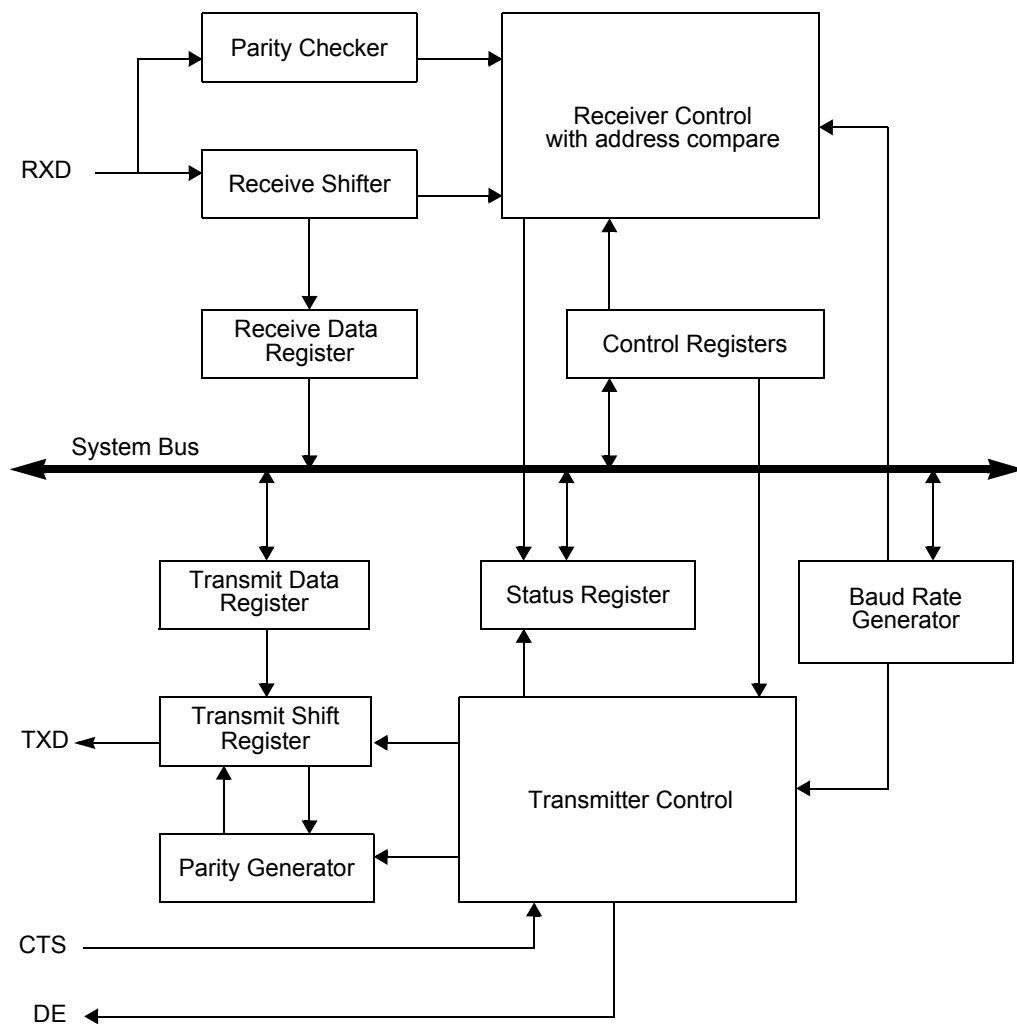 Parity Checker
Receiver Control
with address compare
RXD
Receive Shifter
Receive Data
Register
Control Registers
System Bus
Transmit Data
Register
Status Register
Baud Rate
Generator
Transmit Shift
Register
TXD
Transmitter Control
Parity Generator
CTS
DE